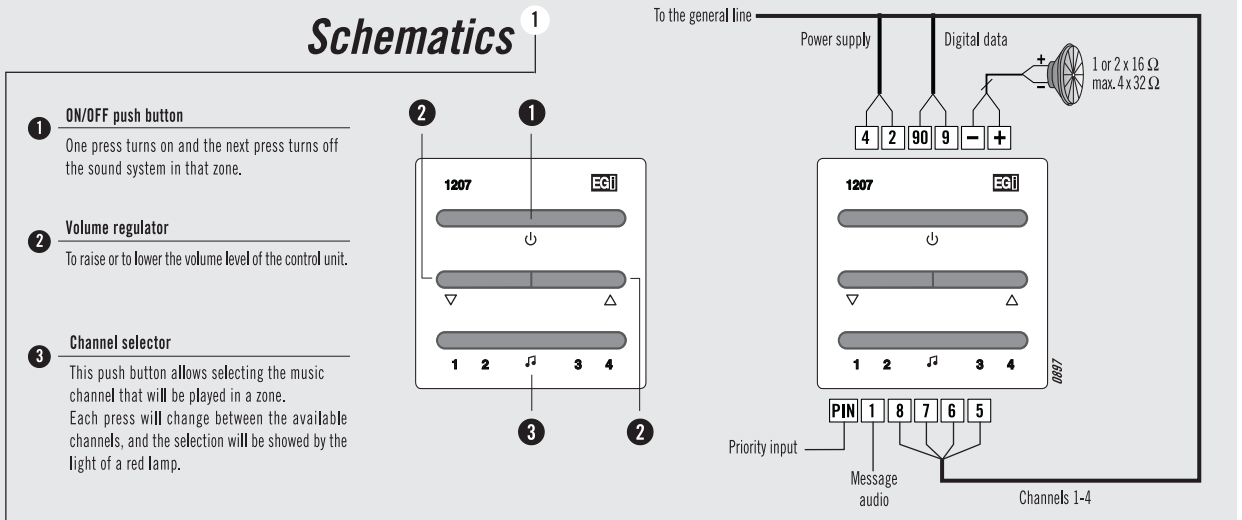 Schematics 1
1 ON/OFF push button
One press turns on and the next press turns off
the sound system in that zone.
2 Volume regulator
To raise or to lower the volume level of the control unit.
3 Channel selector
This push button allows selecting the music
channel that will be played in a zone.
Each press will change between the available
channels, and the selection will be showed by the
light of a red lamp.
2 1
1207 EGi
1 2 3 4
3 2
To the general line
Power supply Digital data
+
−
1 or 2 x 16 Ω
max. 4 x 32 Ω
4 2 90 9 − +
1207 EGi
1 2 3 4
0897
PIN 1 8 7 6 5
Priority input
Message
audio
Channels 1-4